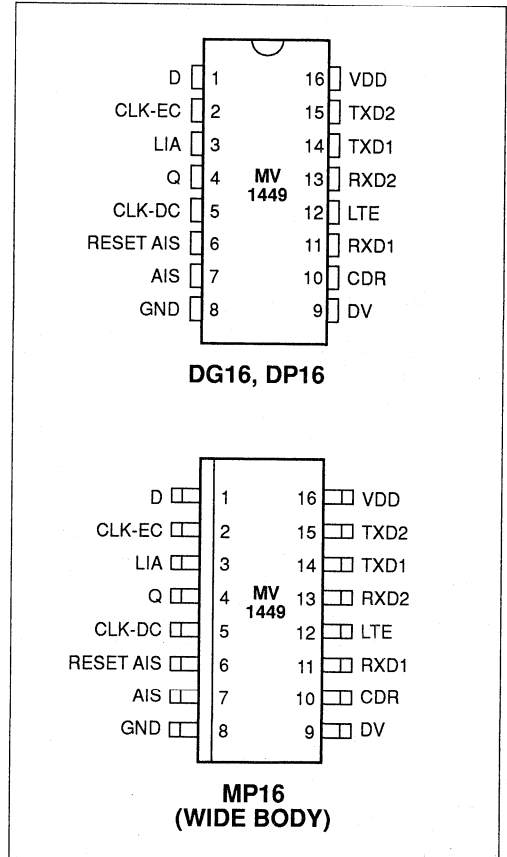 D 1 16 VDD
CLK-EC 2 15 TXD2
LIA 3 14 TXD1
Q 4 MV 1449 13 RXD2
CLK-DC 5 12 LTE
RESET AIS 6 11 RXD1
AIS 7 10 CDR
GND 8 9 DV
DG16, DP16
D 1 16 VDD
CLK-EC 2 15 TXD2
LIA 3 14 TXD1
Q 4 MV 1449 13 RXD2
CLK-DC 5 12 LTE
RESET AIS 6 11 RXD1
AIS 7 10 CDR
GND 8 9 DV
MP16
(WIDE BODY)